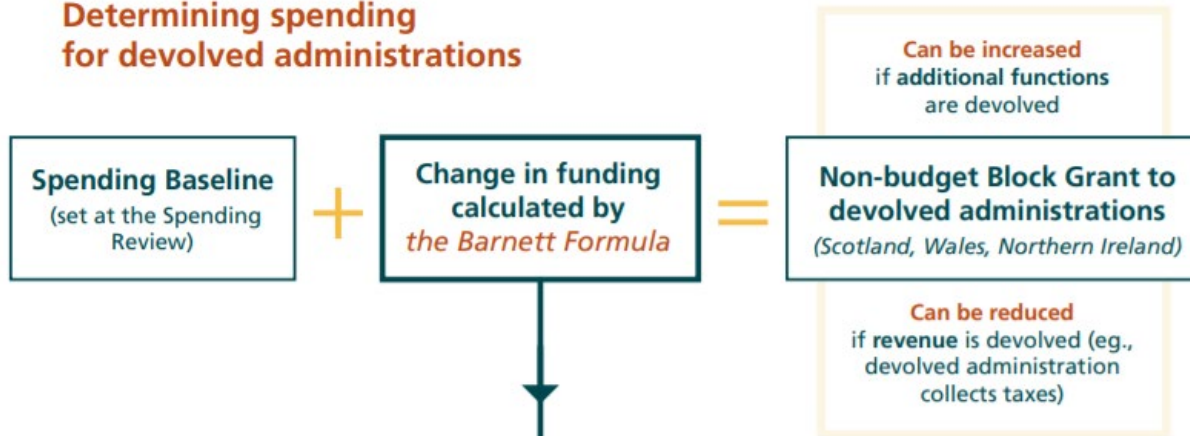 Determining spending
for devolved administrations
Spending Baseline
(set at the Spending
Review)
+
Change in funding
calculated by
the Barnett Formula
=
Can be increased
if additional functions
are devolved
Non-budget Block Grant to
devolved administrations
(Scotland, Wales, Northern Ireland)
Can be reduced
if revenue is devolved (eg.,
devolved administration
collects taxes)